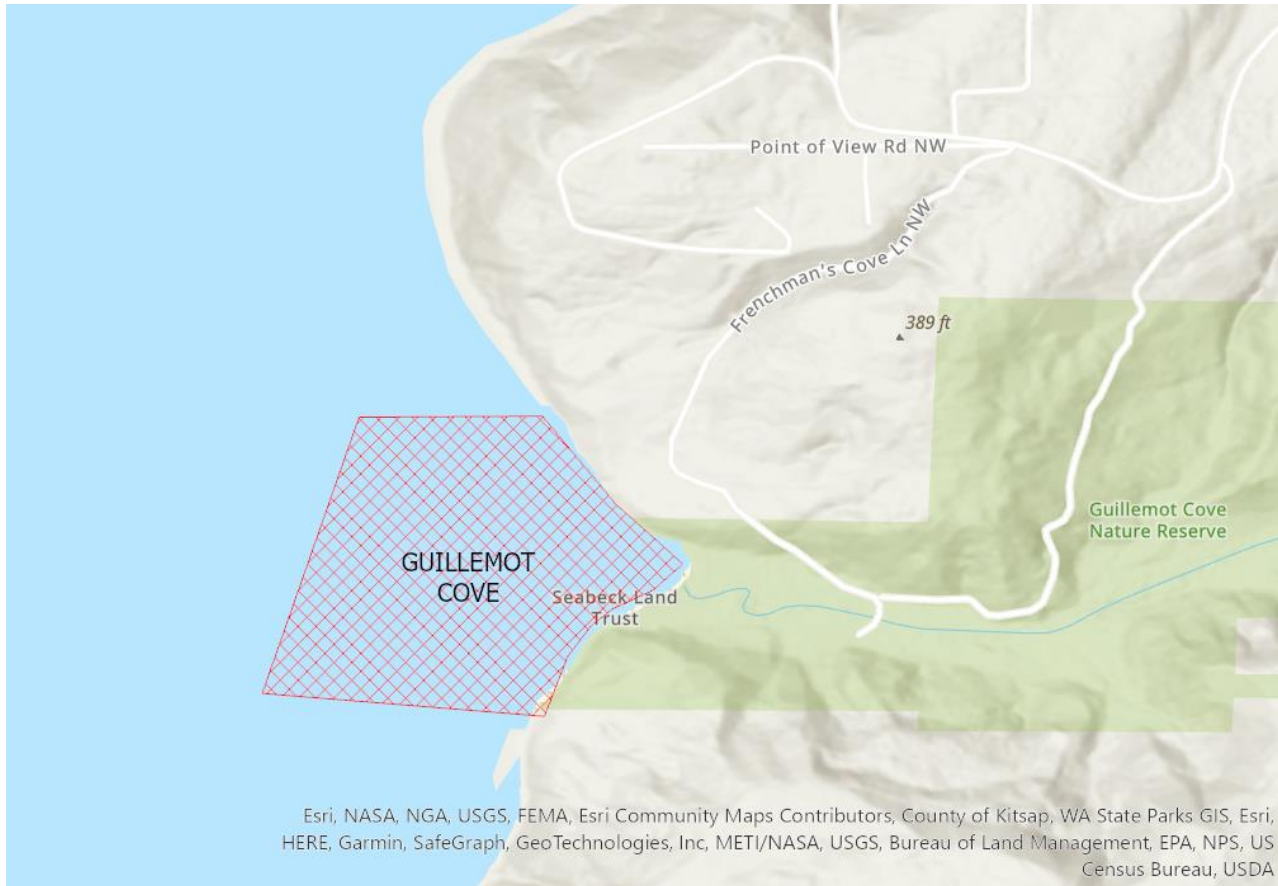 Point of View Rd NW
Frenchman's Cove Ln NW
389 ft
Guillemot Cove
Nature Reserve
GUILLEMOT
COVE
Seabeck Land
Trust
Esri, NASA, NGA, USGS, FEMA, Esri Community Maps Contributors, County of Kitsap, WA State Parks GIS, Esri,
HERE, Garmin, SafeGraph, GeoTechnologies, Inc, METI/NASA, USGS, Bureau of Land Management, EPA, NPS, US
Census Bureau, USDA